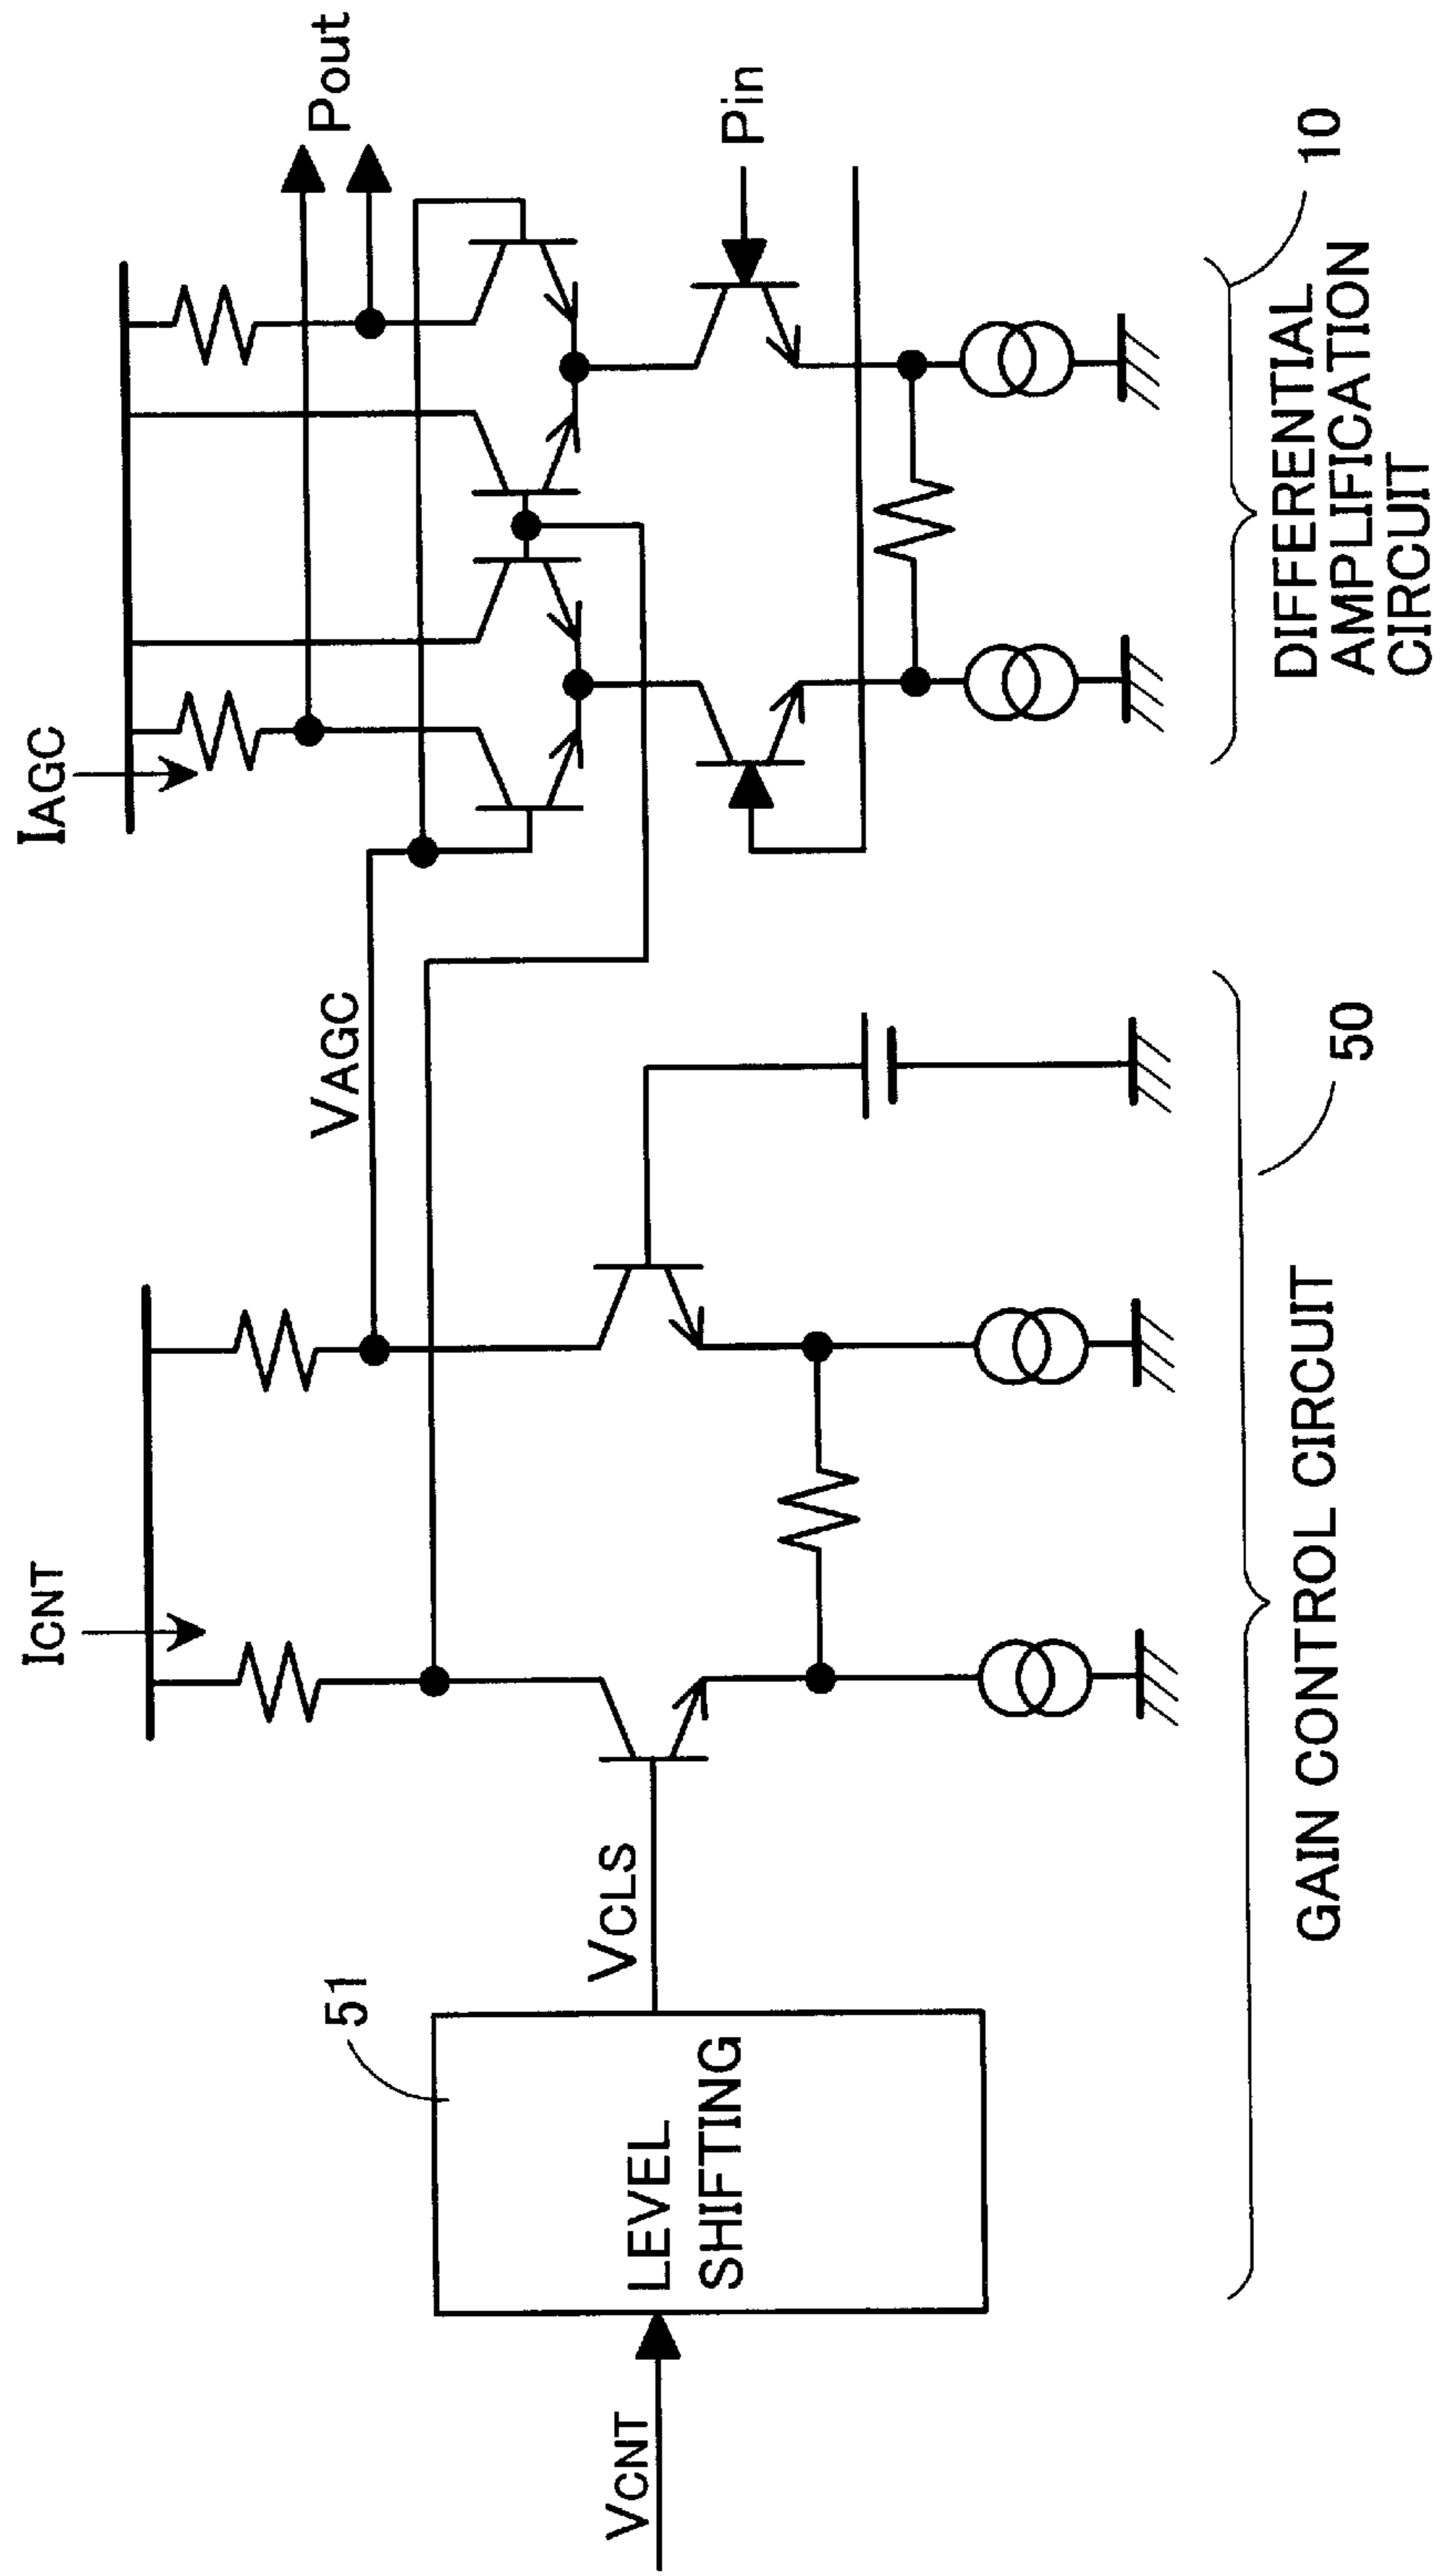 VCNT
LEVEL
SHIFTING
51
VCLS
ICNT
VAGC
IAGC
Pout
Pin
GAIN CONTROL CIRCUIT
50
DIFFERENTIAL
AMPLIFICATION
CIRCUIT
10